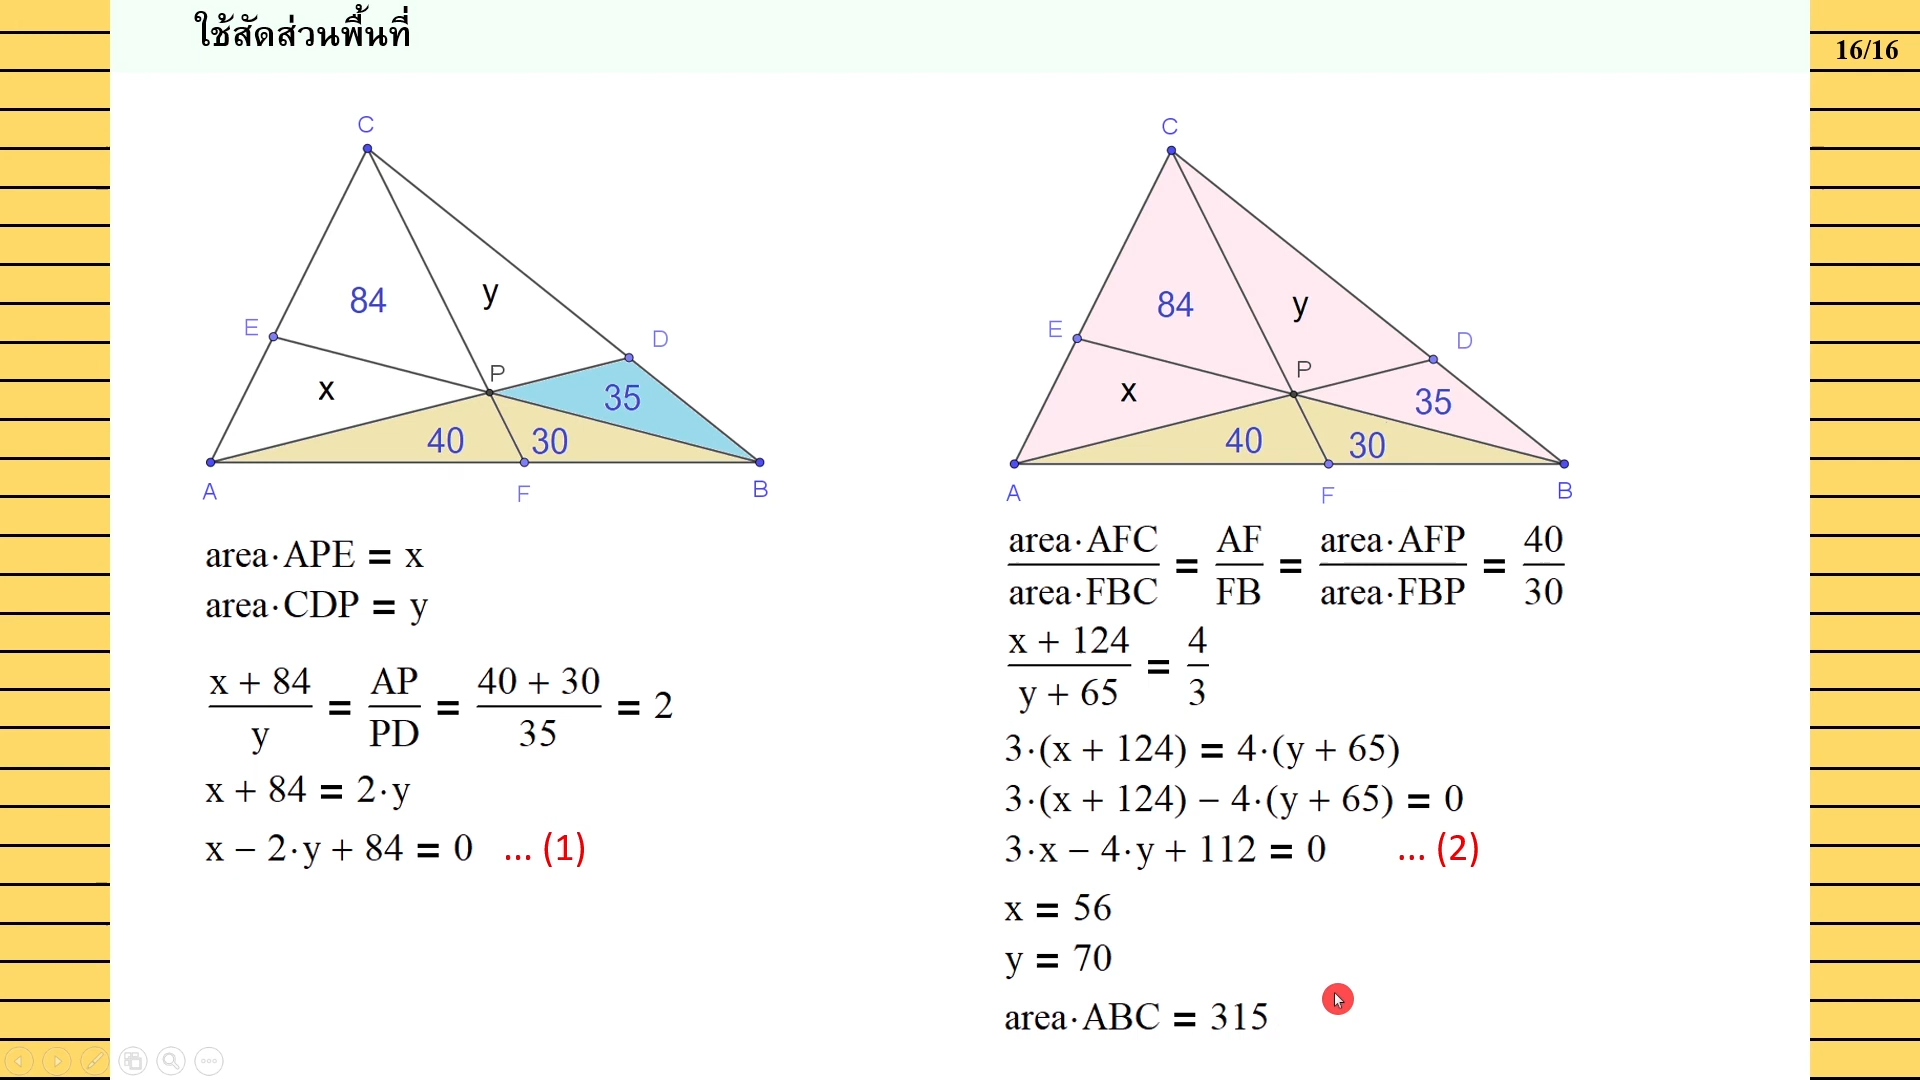 ใช้สัดส่วนพื้นที่
16/16
C
84
y
E
D
P
x
35
40
30
A
F
B
area·APE = x
area·CDP = y
x + 84 / y = AP / PD = 40 + 30 / 35 = 2
x + 84 = 2·y
x − 2·y + 84 = 0 ... (1)
C
84
y
E
D
P
x
35
40
30
A
F
B
area·AFC / area·FBC = AF / FB = area·AFP / area·FBP = 40 / 30
x + 124 / y + 65 = 4 / 3
3·(x + 124) = 4·(y + 65)
3·(x + 124) − 4·(y + 65) = 0
3·x − 4·y + 112 = 0 ... (2)
x = 56
y = 70
area·ABC = 315